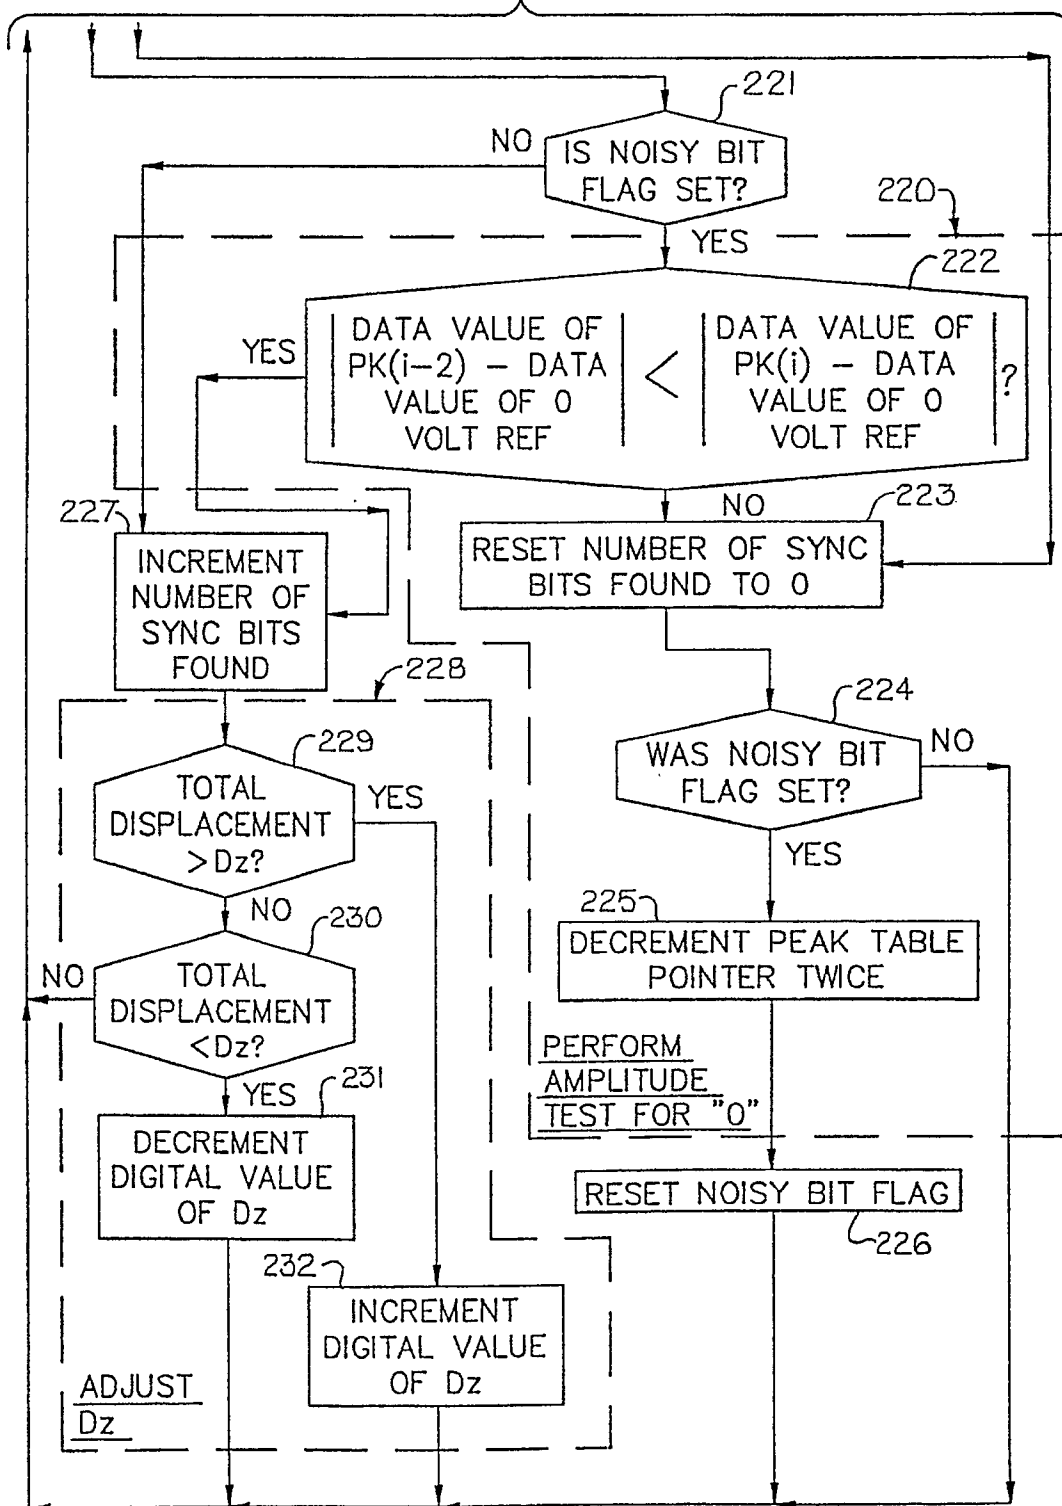 221
NO
IS NOISY BIT
FLAG SET?
220
YES
222
YES
DATA VALUE OF
PK(i-2) - DATA
VALUE OF 0
VOLT REF
<
DATA VALUE OF
PK(i) - DATA
VALUE OF 0
VOLT REF
?
NO
223
RESET NUMBER OF SYNC
BITS FOUND TO 0
227
INCREMENT
NUMBER OF
SYNC BITS
FOUND
228
224
WAS NOISY BIT
FLAG SET?
NO
YES
229
TOTAL
DISPLACEMENT
>Dz?
YES
NO
225
DECREMENT PEAK TABLE
POINTER TWICE
230
NO
TOTAL
DISPLACEMENT
<Dz?
YES
231
DECREMENT
DIGITAL VALUE
OF Dz
PERFORM
AMPLITUDE
TEST FOR "0"
RESET NOISY BIT FLAG
226
232
INCREMENT
DIGITAL VALUE
OF Dz
ADJUST
Dz